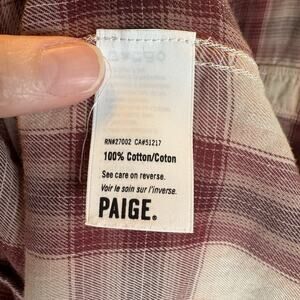 RN#27002 CA#51217
100% Cotton/Coton
See care on reverse.
Voir le soin sur l'inverse.
PAIGE.